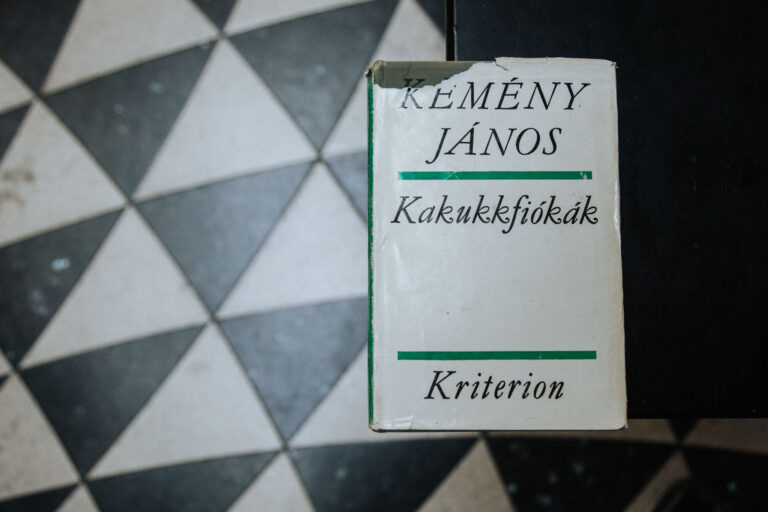 KEMÉNY
JÁNOS
Kakukkfiókák
Kriterion